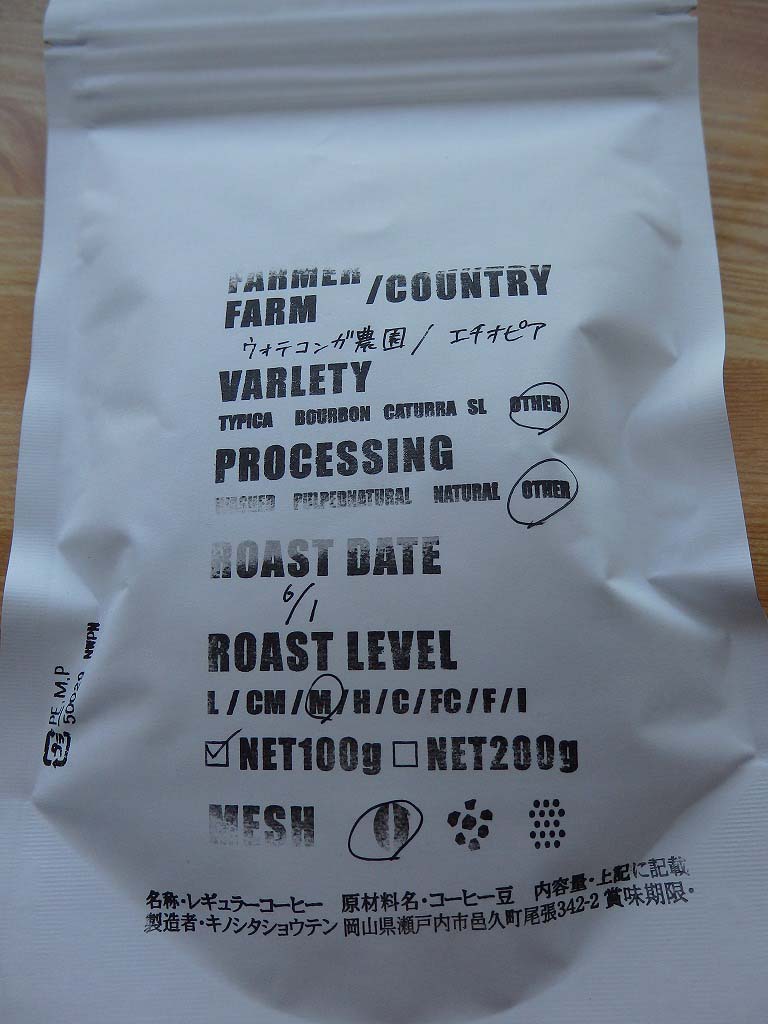 FARMER
FARM /COUNTRY
ウォテコンガ農園 / エチオピア
VARLETY
TYPICA BOURBON CATURRA SL OTHER
PROCESSING
WASHED PULPEDNATURAL NATURAL OTHER
ROAST DATE
6/1
ROAST LEVEL
L/CM/M/H/C/FC/F/I
NET100g NET200g
MESH
名称・レギュラーコーヒー 原材料名・コーヒー豆 内容量・上記に記載
製造者・キノシタショウテン 岡山県瀬戸内市邑久町尾張342-2 賞味期限・
PE.M.P
NWPN